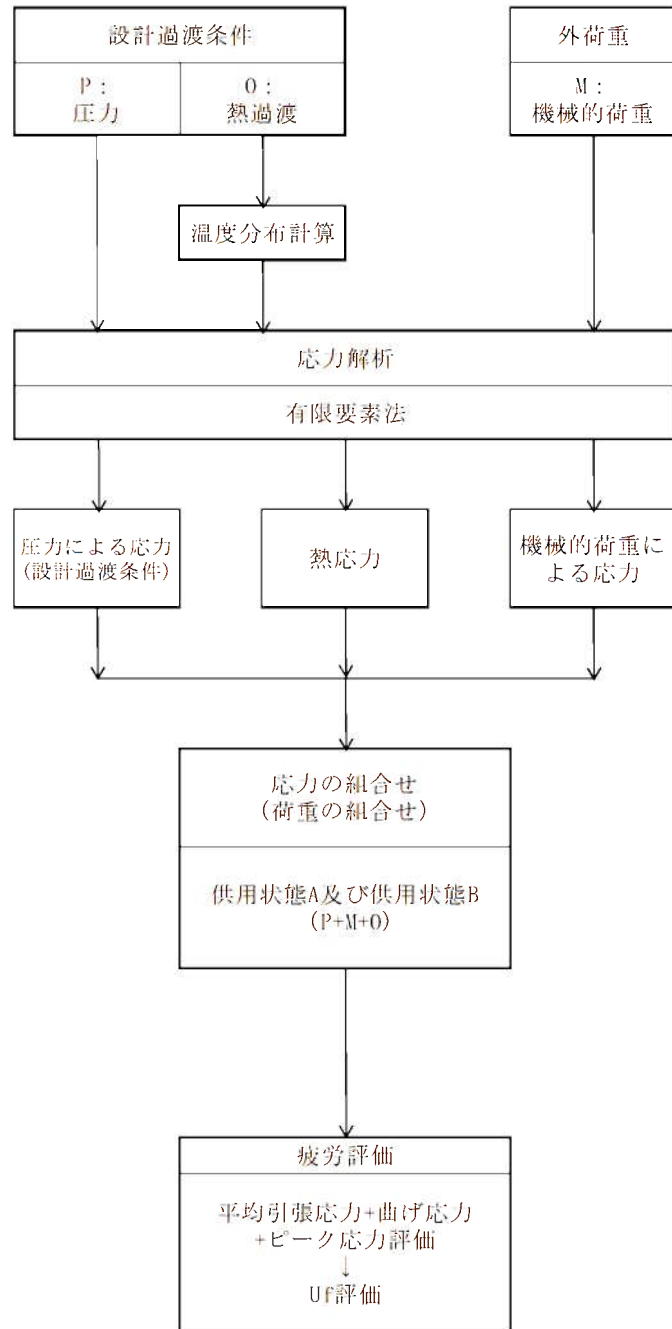 設計過渡条件
外荷重
P:
圧力
O:
熱過渡
M:
機械的荷重
温度分布計算
応力解析
有限要素法
圧力による応力
(設計過渡条件)
熱応力
機械的荷重に
よる応力
応力の組合せ
(荷重の組合せ)
供用状態A及び供用状態B
(P+M+O)
疲労評価
平均引張応力+曲げ応力
+ピーク応力評価
↓
Uf評価